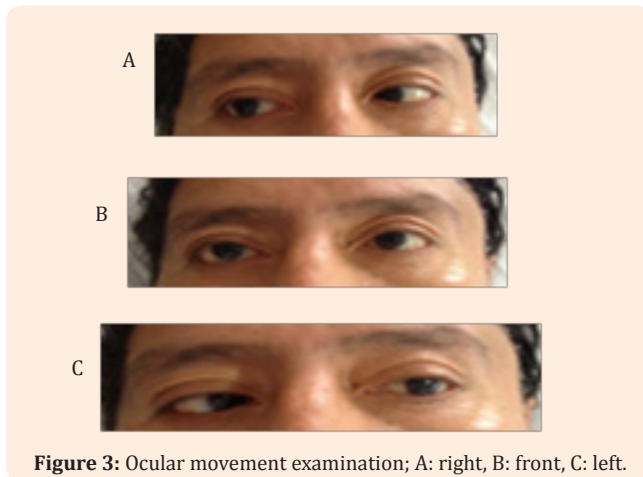 A
B
C
Figure 3: Ocular movement examination; A: right, B: front, C: left.